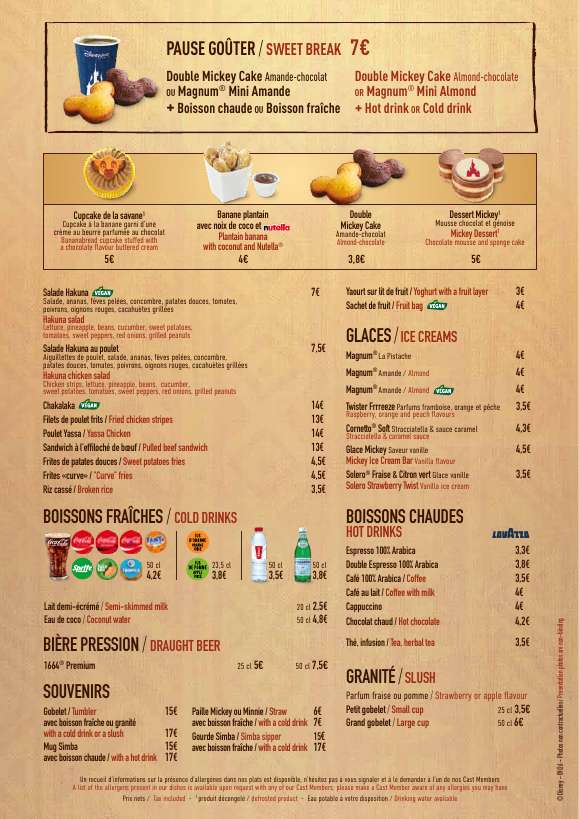 PAUSE GOÛTER / SWEET BREAK 7€
Double Mickey Cake Amande-chocolat
OU Magnum® Mini Amande
+ Boisson chaude OU Boisson fraîche
Double Mickey Cake Almond-chocolate
OR Magnum® Mini Almond
+ Hot drink OR Cold drink
Cupcake de la savane¹
Cupcake à la banane garni d'une
crème au beurre parfumée au chocolat
Bananabread cupcake stuffed with
a chocolate flavour buttered cream
5€
Banane plantain
avec noix de coco et nutella
Plantain banana
with coconut and Nutella®
4€
Double
Mickey Cake
Amande-chocolat
Almond-chocolate
3,8€
Dessert Mickey¹
Mousse chocolat et génoise
Mickey Dessert¹
Chocolate mousse and sponge cake
5€
Salade Hakuna VEGAN 7€
Salade, ananas, fèves pelées, concombre, patates douces, tomates,
poivrons, oignons rouges, cacahuètes grillées
Hakuna salad
Lettuce, pineapple, beans, cucumber, sweet potatoes,
tomatoes, sweet peppers, red onions, grilled peanuts
Salade Hakuna au poulet 7,5€
Aiguillettes de poulet, salade, ananas, fèves pelées, concombre,
patates douces, tomates, poivrons, oignons rouges, cacahuètes grillées
Hakuna chicken salad
Chicken strips, lettuce, pineapple, beans, cucumber,
sweet potatoes, tomatoes, sweet peppers, red onions, grilled peanuts
Chakalaka VEGAN 14€
Filets de poulet frits / Fried chicken stripes 13€
Poulet Yassa / Yassa Chicken 14€
Sandwich à l'effiloché de bœuf / Pulled beef sandwich 13€
Frites de patates douces / Sweet potatoes fries 4,5€
Frites «curve» / "Curve" fries 4,5€
Riz cassé / Broken rice 3,5€
Yaourt sur lit de fruit / Yoghurt with a fruit layer 3€
Sachet de fruit / Fruit bag VEGAN 4€
GLACES / ICE CREAMS
Magnum® La Pistache 4€
Magnum® Amande / Almond 4€
Magnum® Amande / Almond VEGAN 4€
Twister Frrreeze Parfums framboise, orange et pêche 3,5€
Raspberry, orange and peach flavours
Cornetto® Soft Stracciatella & sauce caramel 4,3€
Stracciatella & caramel sauce
Glace Mickey Saveur vanille 4,5€
Mickey Ice Cream Bar Vanilla flavour
Solero® Fraise & Citron vert Glace vanille 3,5€
Solero Strawberry Twist Vanilla ice cream
BOISSONS FRAÎCHES / COLD DRINKS
Sprite
50 cl
4,2€
23,5 cl
3,8€
50 cl
3,5€
50 cl
3,8€
Lait demi-écrémé / Semi-skimmed milk 20 cl 2,5€
Eau de coco / Coconut water 50 cl 4,8€
BIÈRE PRESSION / DRAUGHT BEER
1664® Premium 25 cl 5€ 50 cl 7,5€
SOUVENIRS
Gobelet / Tumbler 15€
avec boisson fraîche ou granité
with a cold drink or a slush 17€
Mug Simba 15€
avec boisson chaude / with a hot drink 17€
Paille Mickey ou Minnie / Straw 6€
avec boisson fraîche / with a cold drink 7€
Gourde Simba / Simba sipper 15€
avec boisson fraîche / with a cold drink 17€
BOISSONS CHAUDES
HOT DRINKS LAVAZZA
Espresso 100% Arabica 3,3€
Double Espresso 100% Arabica 3,8€
Café 100% Arabica / Coffee 3,5€
Café au lait / Coffee with milk 4€
Cappuccino 4€
Chocolat chaud / Hot chocolate 4,2€
Thé, infusion / Tea, herbal tea 3,5€
GRANITÉ / SLUSH
Parfum fraise ou pomme / Strawberry or apple flavour
Petit gobelet / Small cup 25 cl 3,5€
Grand gobelet / Large cup 50 cl 6€
Un recueil d'informations sur la présence d'allergènes dans nos plats est disponible, n'hésitez pas à vous signaler et à le demander à l'un de nos Cast Members
A list of the allergens present in our dishes is available upon request with any of our Cast Members, please make a Cast Member aware of any allergies you may have
Prix nets / Tax included - ¹produit décongelé / defrosted product - Eau potable à votre disposition / Drinking water available